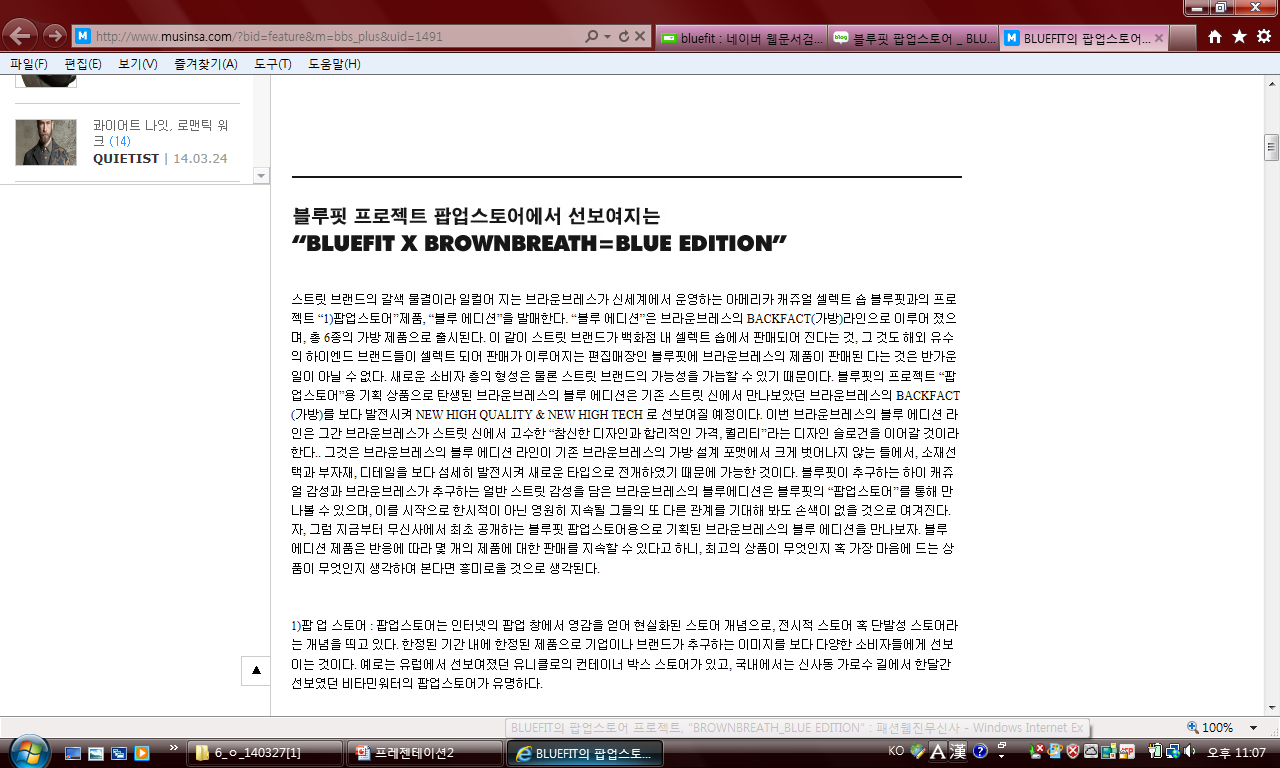 http://www.musinsa.com/?bid=feature&m=bbs_plus&uid=1491
bluefit : 네이버 웹문서검...
블루핏 팝업스토어 _ BLU...
BLUEFIT의 팝업스토어...
파일(F) 편집(E) 보기(V) 즐겨찾기(A) 도구(T) 도움말(H)
콰이어트 나잇, 로맨틱 워
크 (14)
QUIETIST | 14.03.24
블루핏 프로젝트 팝업스토어에서 선보여지는
“BLUEFIT X BROWNBREATH=BLUE EDITION”
스트릿 브랜드의 갈색 물결이라 일컬어 지는 브라운브레스가 신세계에서 운영하는 아메리카 캐쥬얼 셀렉트 숍 블루핏과의 프로
젝트 “1)팝업스토어”제품, “블루 에디션”을 발매한다. “블루 에디션”은 브라운브레스의 BACKFACT(가방)라인으로 이루어 졌으
며, 총 6종의 가방 제품으로 출시된다. 이 같이 스트릿 브랜드가 백화점 내 셀렉트 숍에서 판매되어 진다는 것, 그 것도 해외 유수
의 하이엔드 브랜드들이 셀렉트 되어 판매가 이루어지는 편집매장인 블루핏에 브라운브레스의 제품이 판매된 다는 것은 반가운
일이 아닐 수 없다. 새로운 소비자 층의 형성은 물론 스트릿 브랜드의 가능성을 가늠할 수 있기 때문이다. 블루핏의 프로젝트 “팝
업스토어”용 기획 상품으로 탄생된 브라운브레스의 블루 에디션은 기존 스트릿 신에서 만나보았던 브라운브레스의 BACKFACT
(가방)를 보다 발전시켜 NEW HIGH QUALITY & NEW HIGH TECH 로 선보여질 예정이다. 이번 브라운브레스의 블루 에디션 라
인은 그간 브라운브레스가 스트릿 신에서 고수한 “참신한 디자인과 합리적인 가격, 퀄리티”라는 디자인 슬로건을 이어갈 것이라
한다.. 그것은 브라운브레스의 블루 에디션 라인이 기존 브라운브레스의 가방 설계 포맷에서 크게 벗어나지 않는 틀에서, 소재선
택과 부자재, 디테일을 보다 섬세히 발전시켜 새로운 타입으로 전개하였기 때문에 가능한 것이다. 블루핏이 추구하는 하이 캐쥬
얼 감성과 브라운브레스가 추구하는 얼반 스트릿 감성을 담은 브라운브레스의 블루에디션은 블루핏의 “팝업스토어”를 통해 만
나볼 수 있으며, 이를 시작으로 한시적이 아닌 영원히 지속될 그들의 또 다른 관계를 기대해 봐도 손색이 없을 것으로 여겨진다.
자, 그럼 지금부터 무신사에서 최초 공개하는 블루핏 팝업스토어용으로 기획된 브라운브레스의 블루 에디션을 만나보자. 블루
에디션 제품은 반응에 따라 몇 개의 제품에 대한 판매를 지속할 수 있다고 하니, 최고의 상품이 무엇인지 혹 가장 마음에 드는 상
품이 무엇인지 생각하여 본다면 흥미로울 것으로 생각된다.
1)팝 업 스토어 : 팝업스토어는 인터넷의 팝업 창에서 영감을 얻어 현실화된 스토어 개념으로, 전시적 스토어 혹 단발성 스토어라
는 개념을 띄고 있다. 한정된 기간 내에 한정된 제품으로 기업이나 브랜드가 추구하는 이미지를 보다 다양한 소비자들에게 선보
이는 것이다. 예로는 유럽에서 선보여졌던 유니클로의 컨테이너 박스 스토어가 있고, 국내에서는 신사동 가로수 길에서 한달간
선보였던 비타민워터의 팝업스토어가 유명하다.
BLUEFIT의 팝업스토어 프로젝트, "BROWNBREATH_BLUE EDITION" : 패션웹진무신사 - Windows Internet Ex
100%
6_o_140327[1]
프레젠테이션2
BLUEFIT의 팝업스토...
KO A 漢
오후 11:07